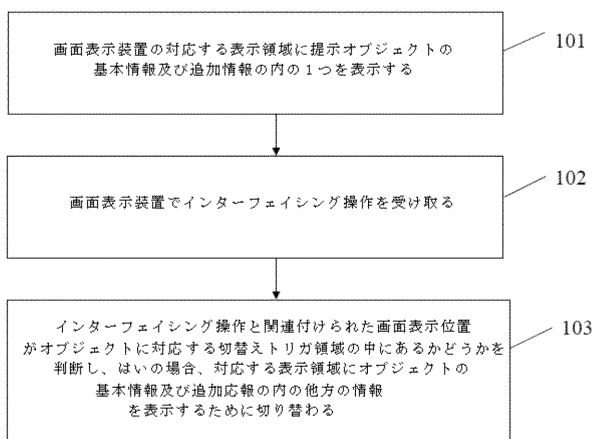 画面表示装置の対応する表示領域に提示オブジェクトの
基本情報及び追加情報の内の1つを表示する
101
画面表示装置でインターフェイシング操作を受け取る
102
インターフェイシング操作と関連付けられた画面表示位置
がオブジェクトに対応する切替えトリガ領域の中にあるかどうかを
判断し、はいの場合、対応する表示領域にオブジェクトの
基本情報及び追加応報の内の他方の情報
を表示するために切り替わる
103